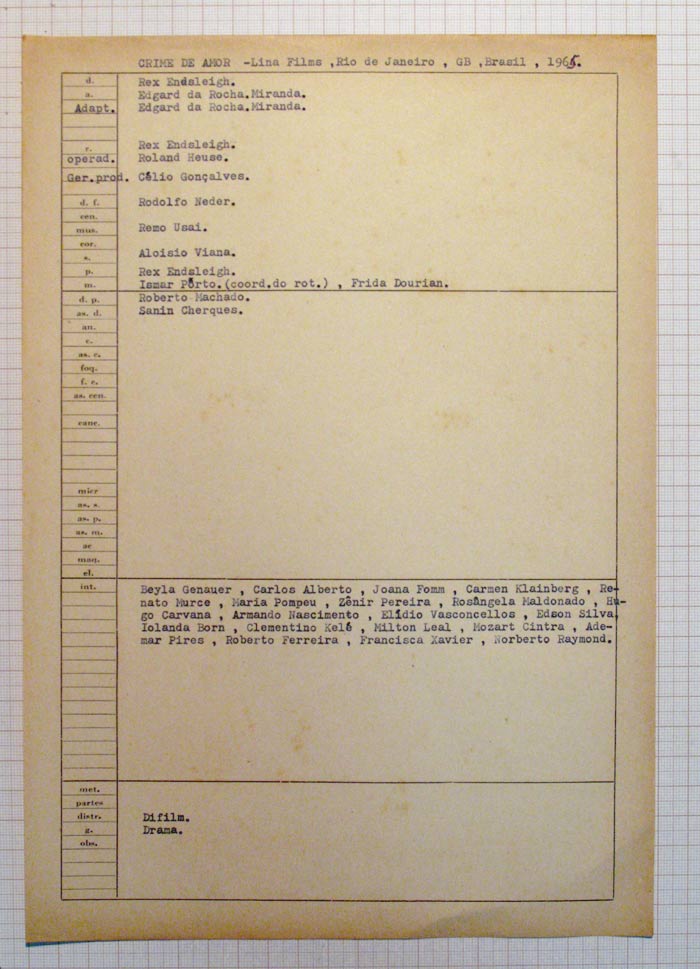 CRIME DE AMOR -Lina Films ,Rio de Janeiro , GB ,Brasil , 1965.
d. Rex Endsleigh.
a. Edgard da Rocha.Miranda.
Adapt. Edgard da Rocha.Miranda.
r. Rex Endsleigh.
operad. Roland Heuse.
Ger.prod. Célio Gonçalves.
d. f. Rodolfo Neder.
cen.
mus. Remo Usai.
cor.
s. Aloisio Viana.
p. Rex Endsleigh.
m. Ismar Pôrto.(coord.do rot.) , Frida Dourian.
d. p. Roberto Machado.
as. d. Sanin Cherques.
an.
c.
as. c.
foq.
f. c.
as. cen.
canc.
micr
as. s.
as. p.
as. m.
ac
maq.
el.
int. Beyla Genauer , Carlos Alberto , Joana Fomm , Carmen Klainberg , Re-
nato Murce , Maria Pompeu , Zênir Pereira , Rosângela Maldonado , Hu-
go Carvana , Armando Nascimento , Elídio Vasconcellos , Edson Silva,
Iolanda Born , Clementino Kelé , Milton Leal , Mozart Cintra , Ade-
mar Pires , Roberto Ferreira , Francisca Xavier , Norberto Raymond.
met.
partes
distr. Difilm.
g. Drama.
obs.